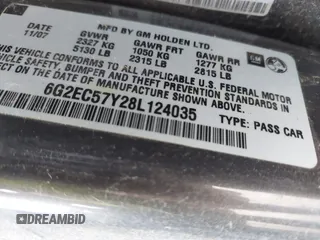 DATE MFD BY GM HOLDEN LTD.
11/07 GVWR GAWR FRT GAWR RR
2327 KG 1050 KG 1277 KG
5130 LB 2315 LB 2815 LB
THIS VEHICLE CONFORMS TO ALL APPLICABLE U.S. FEDERAL MOTOR
VEHICLE SAFETY, BUMPER AND THEFT PREVENTION STANDARDS IN
EFFECT ON THE DATE OF MANUFACTURE SHOWN ABOVE.
6G2EC57Y28L124035
TYPE: PASS CAR
GM
DREAMBID